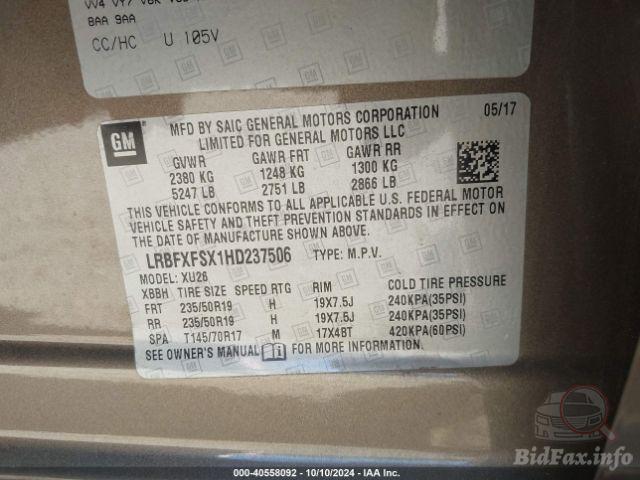 8AA 9AA
CC/HC U 105V
GM
MFD BY SAIC GENERAL MOTORS CORPORATION
LIMITED FOR GENERAL MOTORS LLC
05/17
GVWR GAWR FRT GAWR RR
2380 KG 1248 KG 1300 KG
5247 LB 2751 LB 2866 LB
THIS VEHICLE CONFORMS TO ALL APPLICABLE U.S. FEDERAL MOTOR
VEHICLE SAFETY AND THEFT PREVENTION STANDARDS IN EFFECT ON
THE DATE OF MANUFACTURE SHOWN ABOVE.
LRBFXFSX1HD237506 TYPE: M.P.V.
MODEL: XU26
XBBH TIRE SIZE SPEED RTG RIM COLD TIRE PRESSURE
FRT 235/50R19 H 19X7.5J 240KPA(35PSI)
RR 235/50R19 H 19X7.5J 240KPA(35PSI)
SPA T145/70R17 M 17X4BT 420KPA(60PSI)
SEE OWNER'S MANUAL FOR MORE INFORMATION.
BidFax.info
000-40558092 - 10/10/2024 - IAA Inc.